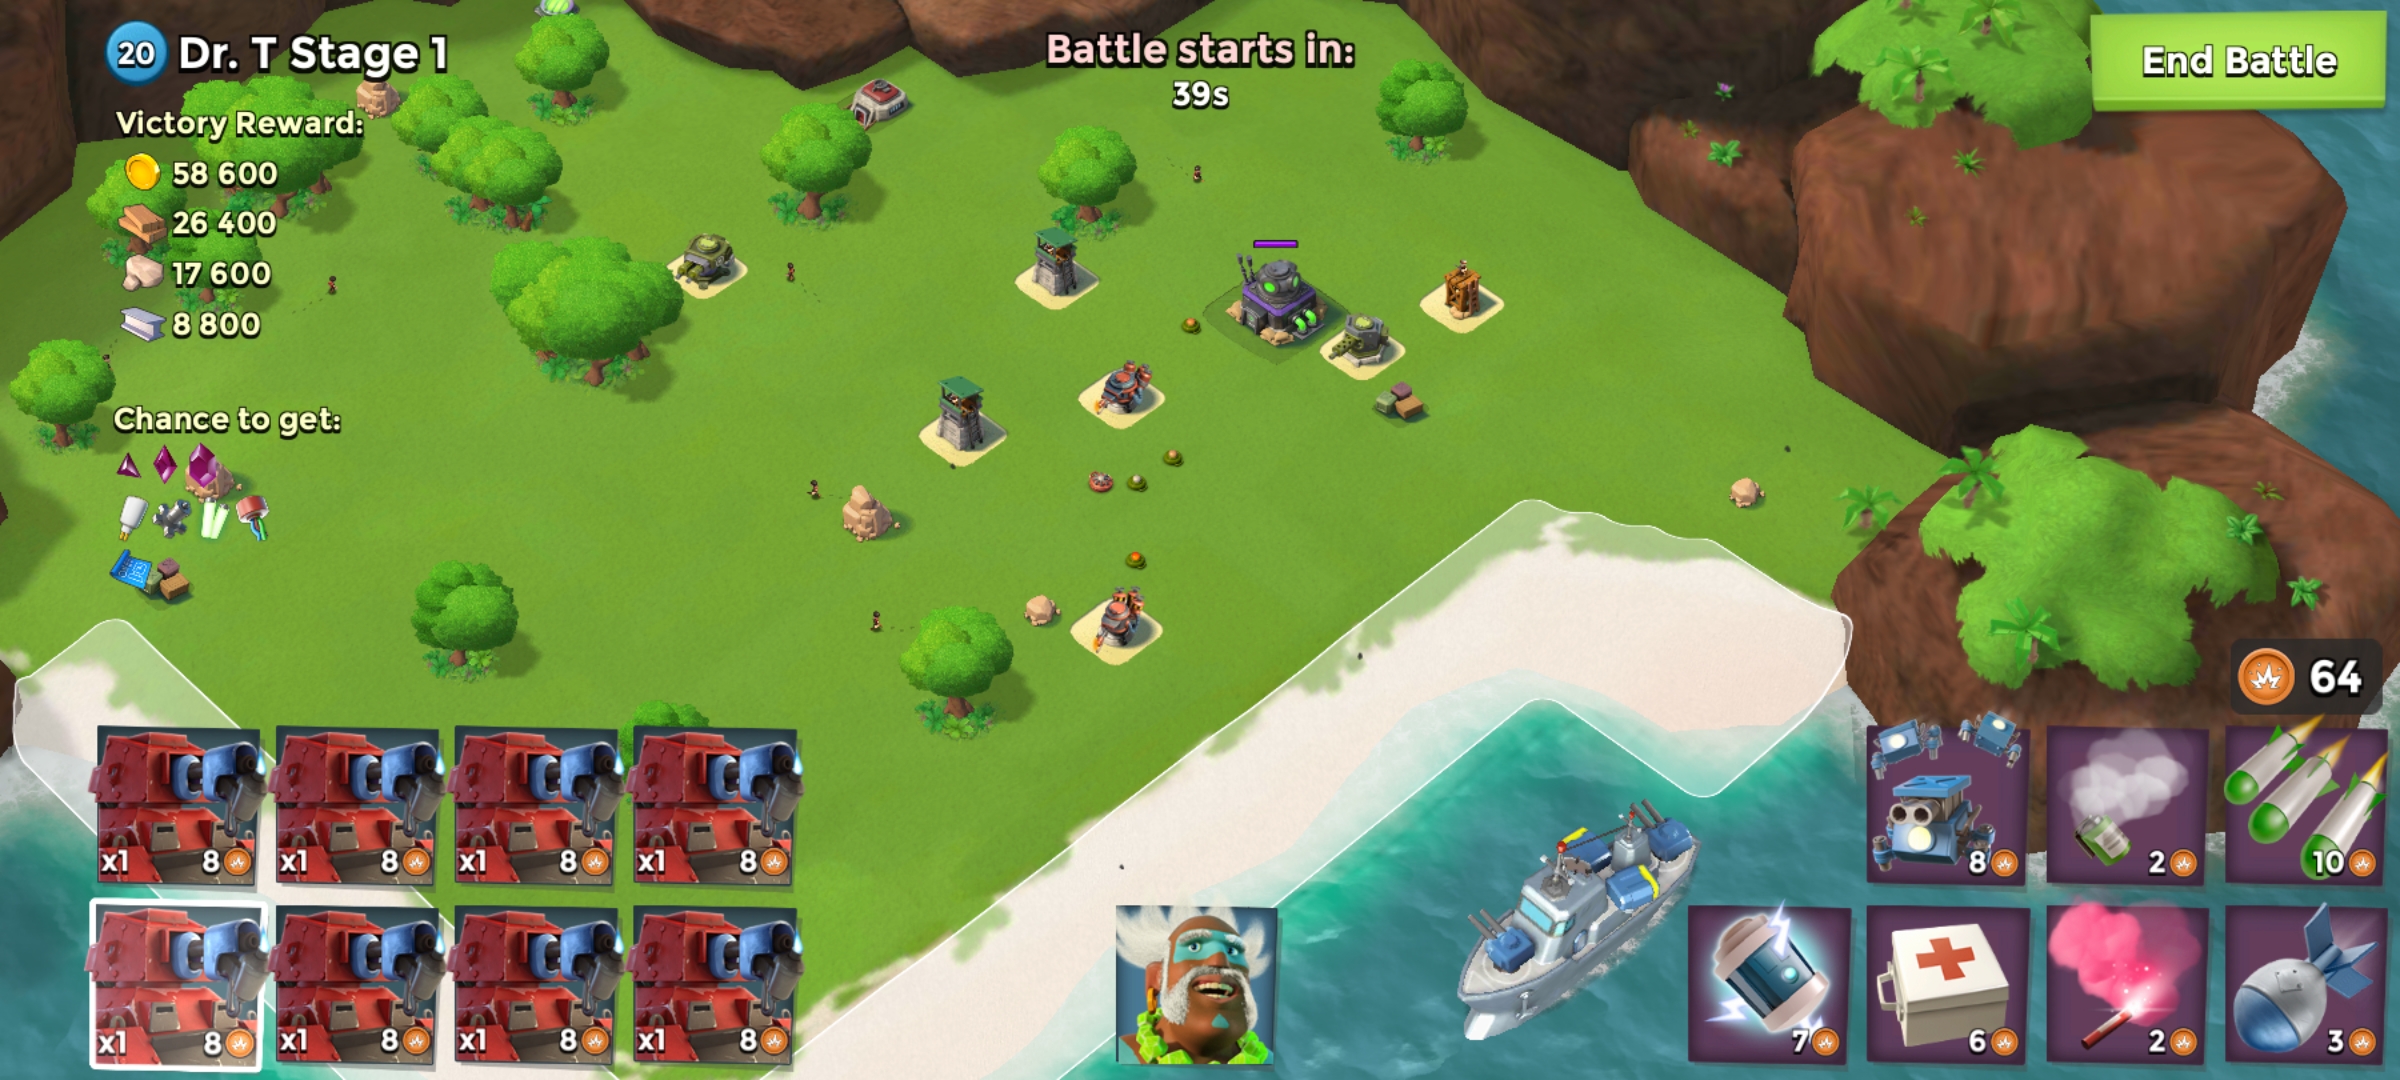 20 Dr. T Stage 1
Battle starts in:
39s
End Battle
Victory Reward:
58 600
26 400
17 600
8 800
Chance to get:
64
x1 8
x1 8
x1 8
x1 8
8
2
10
x1 8
x1 8
x1 8
x1 8
7
6
2
3